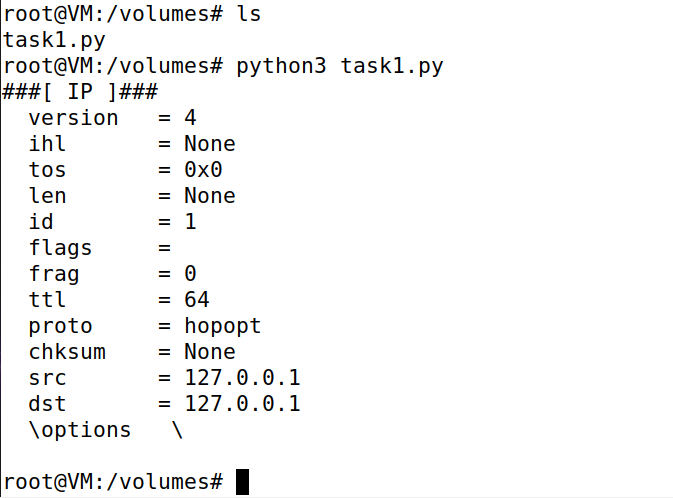 root@VM:/volumes# ls
task1.py
root@VM:/volumes# python3 task1.py
###[ IP ]###
  version   = 4
  ihl       = None
  tos       = 0x0
  len       = None
  id        = 1
  flags     =
  frag      = 0
  ttl       = 64
  proto     = hopopt
  chksum    = None
  src       = 127.0.0.1
  dst       = 127.0.0.1
  \options   \
root@VM:/volumes#